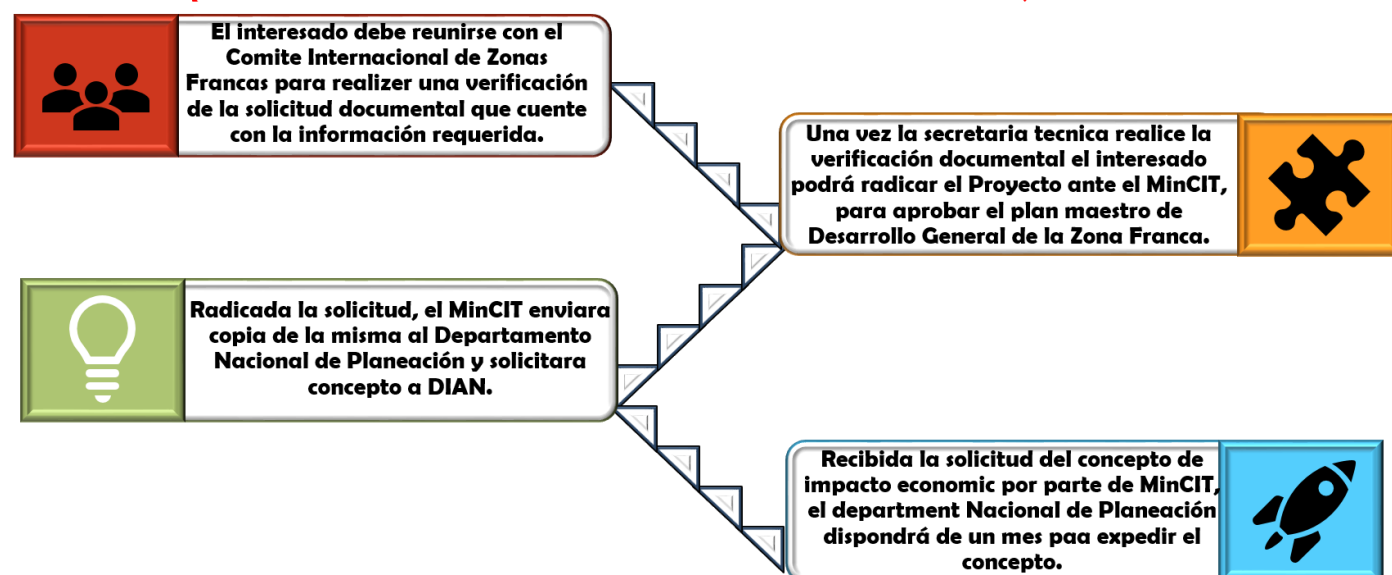 El interesado debe reunirse con el
Comite Internacional de Zonas
Francas para realizer una verificación
de la solicitud documental que cuente
con la información requerida.
Una vez la secretaria tecnica realice la
verificación documental el interesado
podrá radicar el Proyecto ante el MinCIT,
para aprobar el plan maestro de
Desarrollo General de la Zona Franca.
Radicada la solicitud, el MinCIT enviara
copia de la misma al Departamento
Nacional de Planeación y solicitara
concepto a DIAN.
Recibida la solicitud del concepto de
impacto economic por parte de MinCIT,
el department Nacional de Planeación
dispondrá de un mes paa expedir el
concepto.